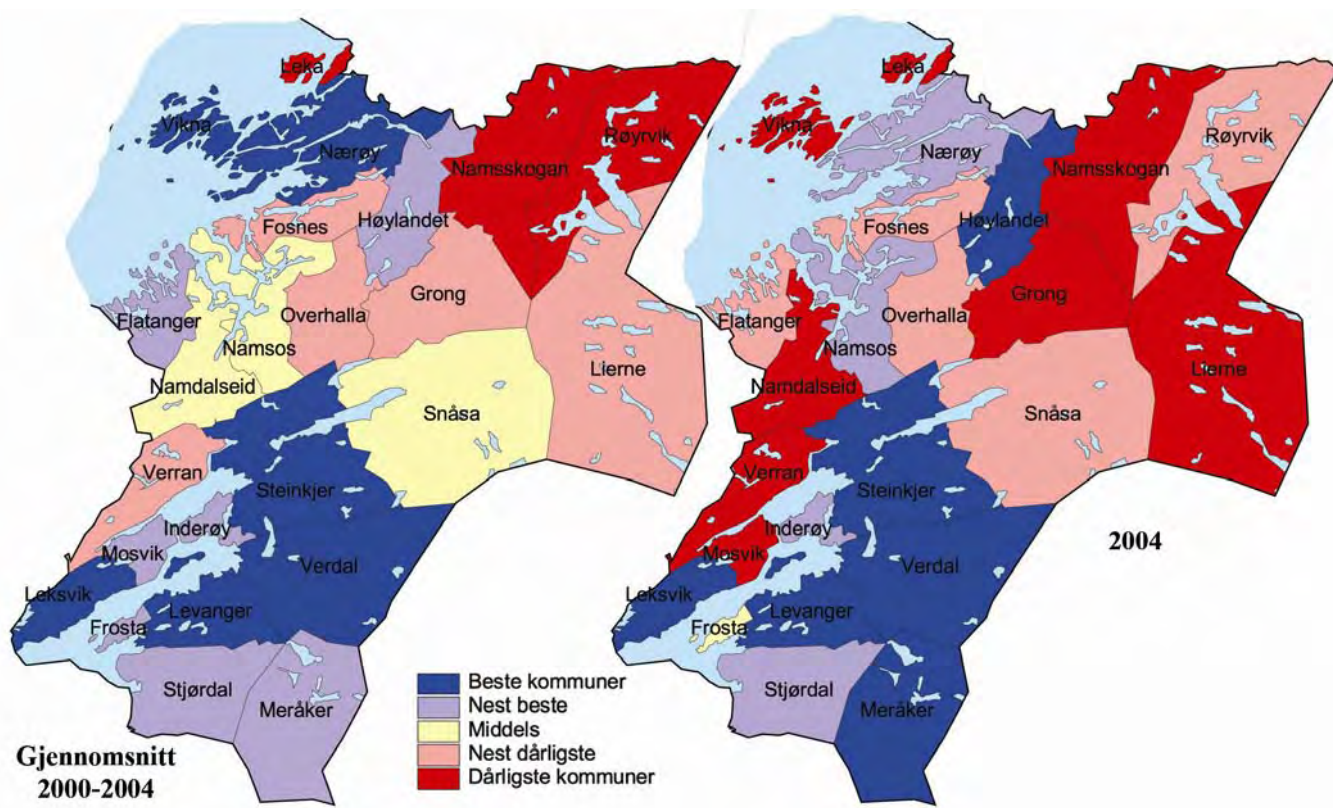 Leka
Vikna
Nærøy
Røyrvik
Namsskogan
Fosnes
Høylandet
Grong
Overhalla
Flatanger
Namsos
Lierne
Namdalseid
Snåsa
Verran
Steinkjer
Inderøy
Mosvik
Verdal
Leksvik
Levanger
Frosta
Stjørdal
Meråker
Gjennomsnitt
2000-2004
Beste kommuner
Nest beste
Middels
Nest dårligste
Dårligste kommuner
Leka
Vikna
Røyrvik
Nærøy
Namsskogan
Fosnes
Høylandet
Grong
Overhalla
Flatanger
Namsos
Lierne
Namdalseid
Snåsa
Verran
Steinkjer
Inderøy
2004
Mosvik
Verdal
Leksvik
Levanger
Frosta
Stjørdal
Meråker